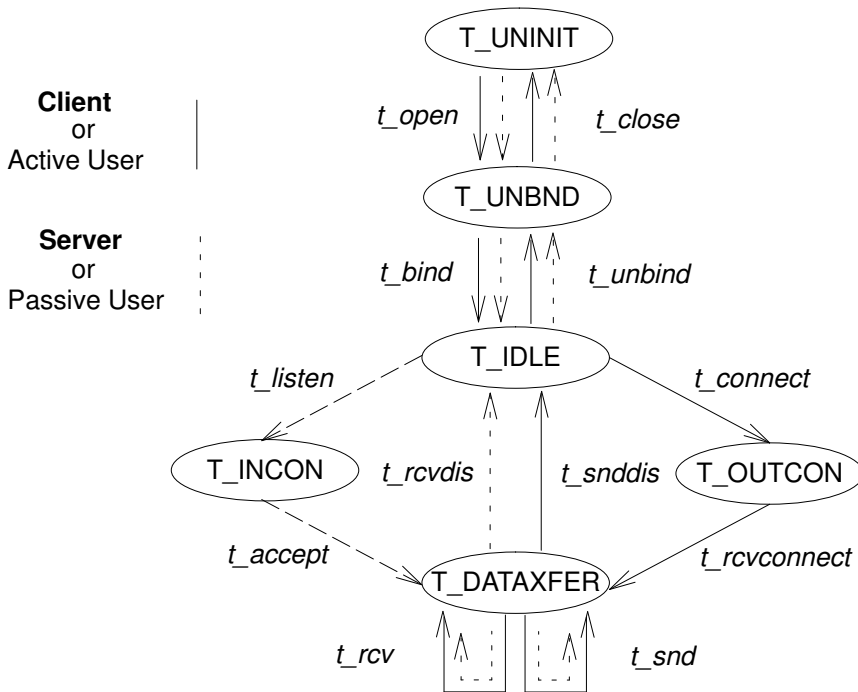 T_UNINIT
Client
or
Active User
t_open
t_close
T_UNBND
Server
or
Passive User
t_bind
t_unbind
T_IDLE
t_listen
t_connect
T_INCON
t_rcvdis
t_snddis
T_OUTCON
t_accept
t_rcvconnect
T_DATAXFER
t_rcv
t_snd